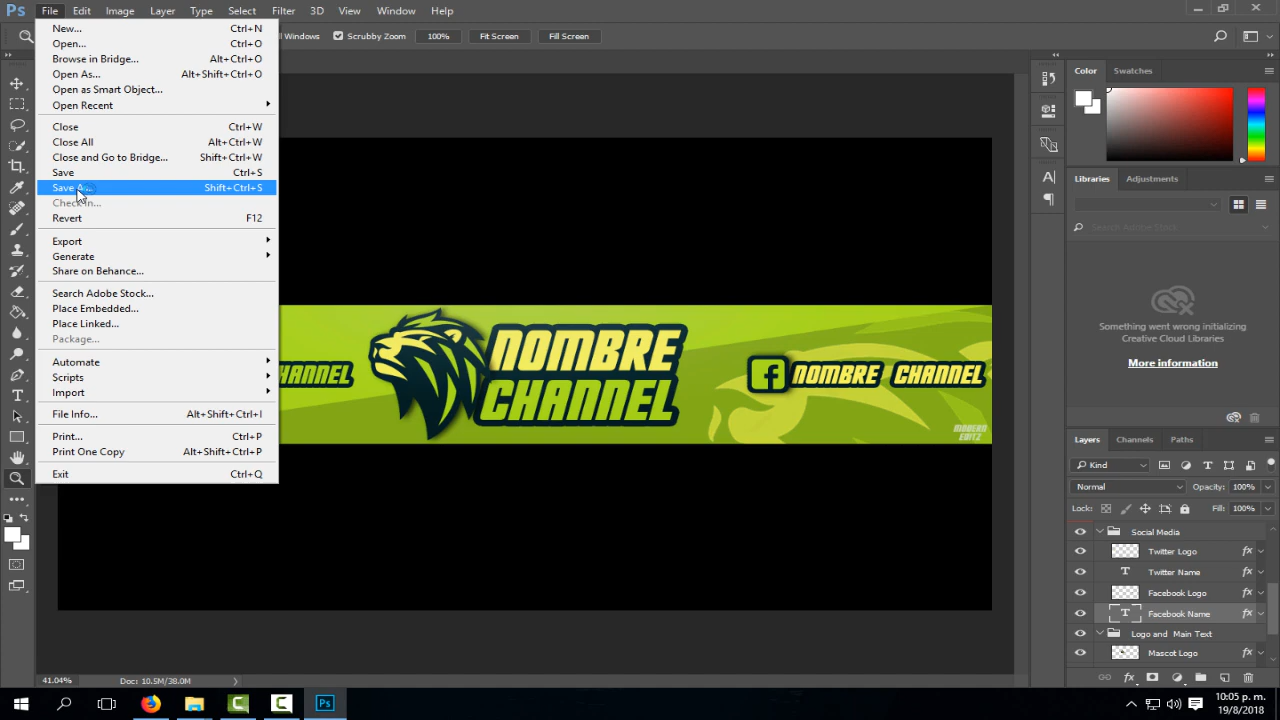 Ps File Edit Image Layer Type Select Filter 3D View Window Help
Windows Scrubby Zoom 100% Fit Screen Fill Screen
New... Ctrl+N
Open... Ctrl+O
Browse in Bridge... Alt+Ctrl+O
Open As... Alt+Shift+Ctrl+O
Open as Smart Object...
Open Recent
Close Ctrl+W
Close All Alt+Ctrl+W
Close and Go to Bridge... Shift+Ctrl+W
Save Ctrl+S
Save As... Shift+Ctrl+S
Check In...
Revert F12
Export
Generate
Share on Behance...
Search Adobe Stock...
Place Embedded...
Place Linked...
Package...
Automate
Scripts
Import
File Info... Alt+Shift+Ctrl+I
Print... Ctrl+P
Print One Copy Alt+Shift+Ctrl+P
Exit Ctrl+Q
CHANNEL
NOMBRE
CHANNEL
f NOMBRE CHANNEL
MODERN
EDITZ
Color Swatches
Libraries Adjustments
Search Adobe Stock...
Something went wrong initializing
Creative Cloud Libraries
More information
Layers Channels Paths
Kind
Normal Opacity: 100%
Lock: Fill: 100%
Social Media
Twitter Logo fx
T Twitter Name fx
Facebook Logo fx
T Facebook Name fx
Logo and Main Text
Mascot Logo fx
fx
41.04% Doc: 10.5M/38.0M
Ps
10:05 p. m.
19/8/2018